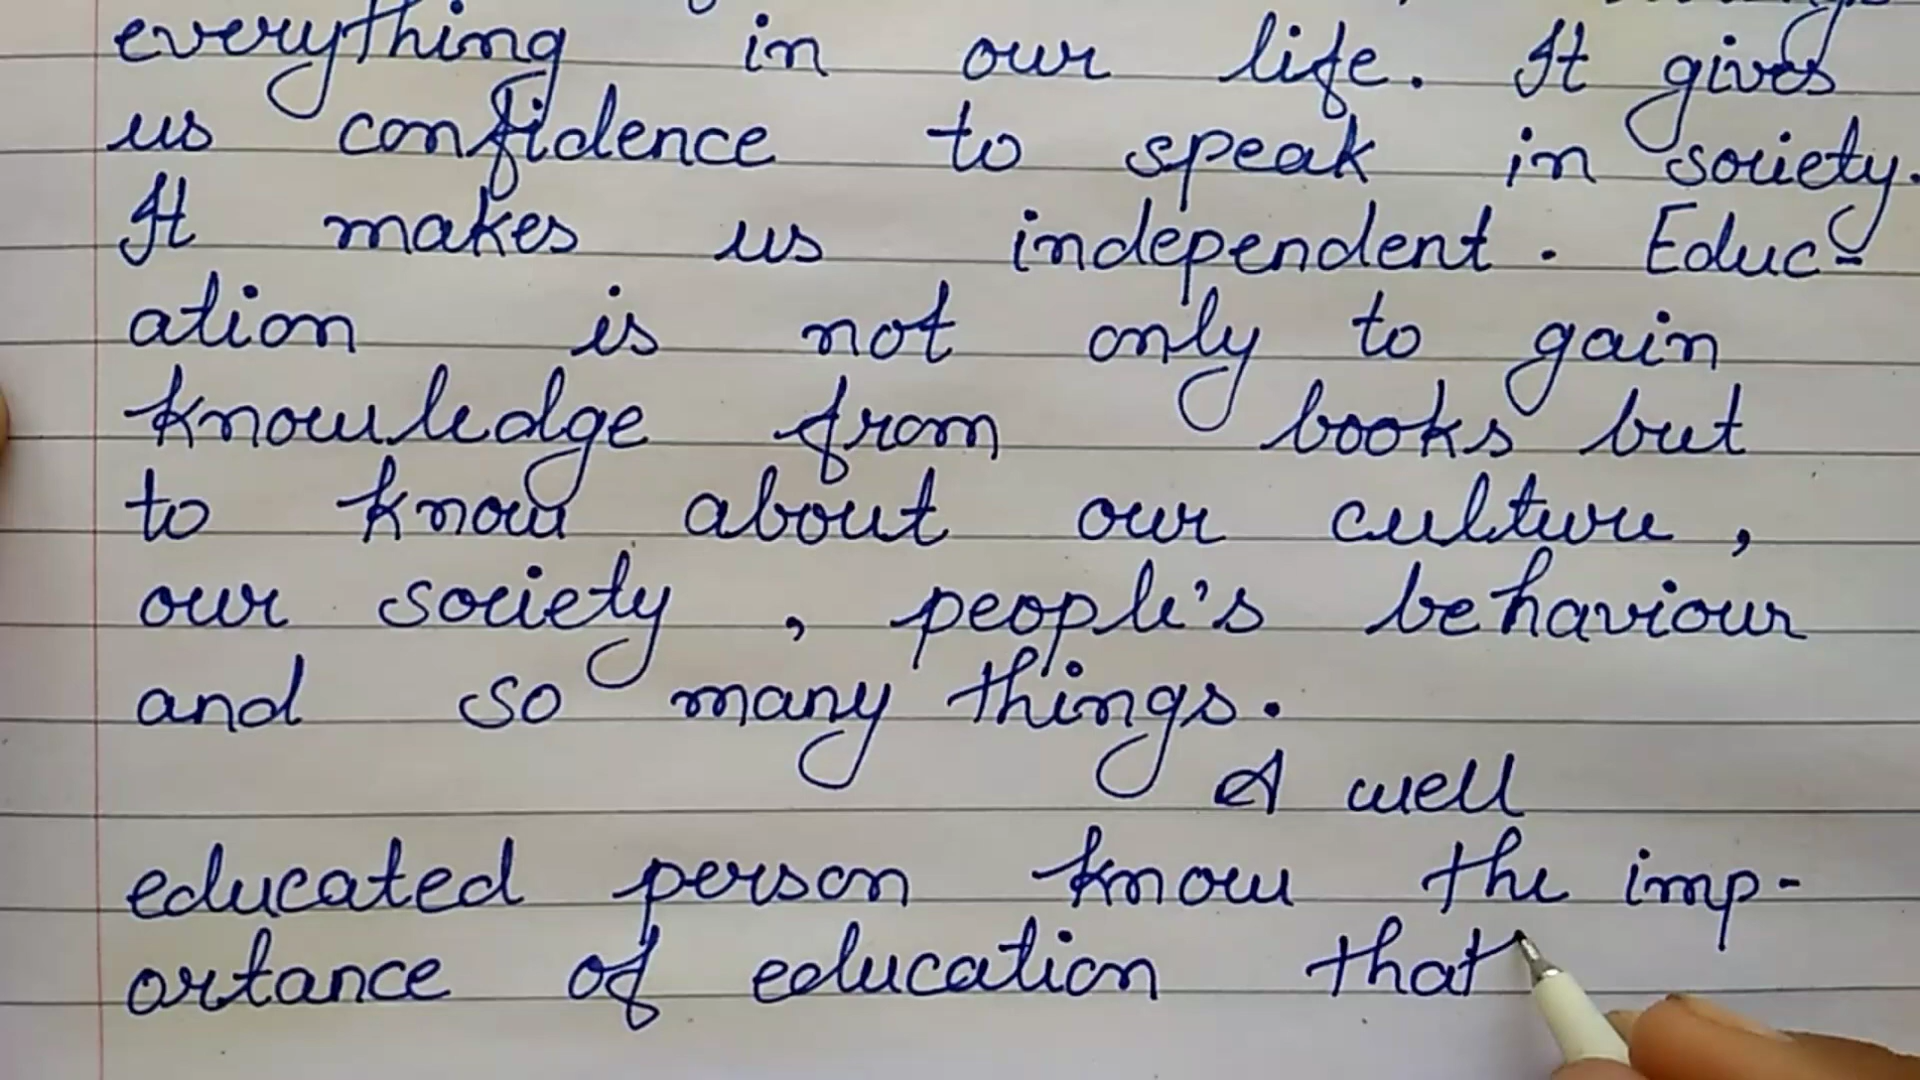 everything in our life. It gives
us confidence to speak in society.
It makes us independent. Educ-
ation is not only to gain
knowledge from books but
to know about our culture,
our society, people's behaviour
and so many things.
A well
educated person know the imp-
ortance of education that